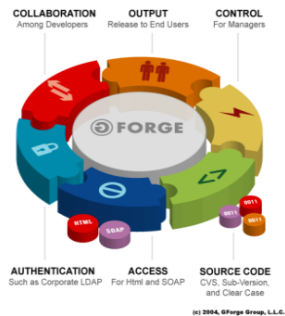 COLLABORATION
Among Developers
OUTPUT
Release to End Users
CONTROL
For Managers
G FORGE
HTML
SOAP
0011
0011
0011
AUTHENTICATION
Such as Corporate LDAP
ACCESS
For Html and SOAP
SOURCE CODE
CVS, Sub-Version,
and Clear Case
(c) 2004, GForge Group, L.L.C.